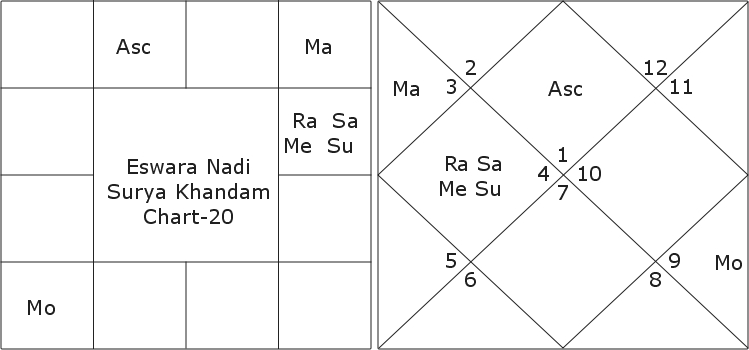 Asc
Ma
Ra Sa
Me Su
Eswara Nadi
Surya Khandam
Chart-20
Mo
2
12
Ma
3
Asc
11
1
Ra Sa
4
10
Me Su
7
5
9
Mo
6
8